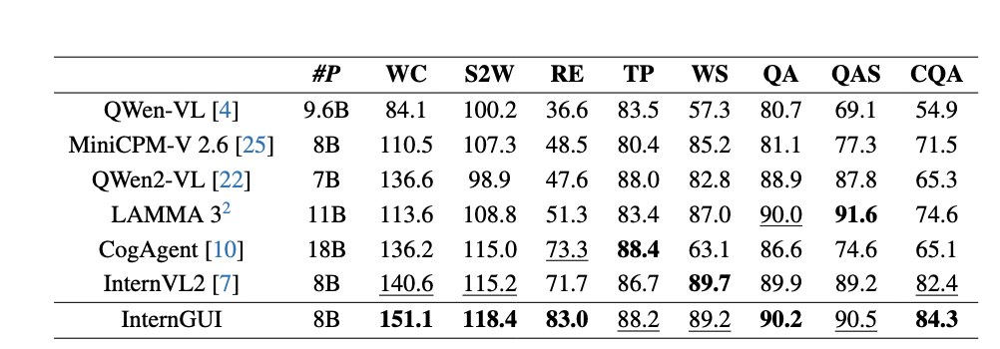 #P WC S2W RE TP WS QA QAS CQA
QWen-VL [4] 9.6B 84.1 100.2 36.6 83.5 57.3 80.7 69.1 54.9
MiniCPM-V 2.6 [25] 8B 110.5 107.3 48.5 80.4 85.2 81.1 77.3 71.5
QWen2-VL [22] 7B 136.6 98.9 47.6 88.0 82.8 88.9 87.8 65.3
LAMMA 3² 11B 113.6 108.8 51.3 83.4 87.0 90.0 91.6 74.6
CogAgent [10] 18B 136.2 115.0 73.3 88.4 63.1 86.6 74.6 65.1
InternVL2 [7] 8B 140.6 115.2 71.7 86.7 89.7 89.9 89.2 82.4
InternGUI 8B 151.1 118.4 83.0 88.2 89.2 90.2 90.5 84.3